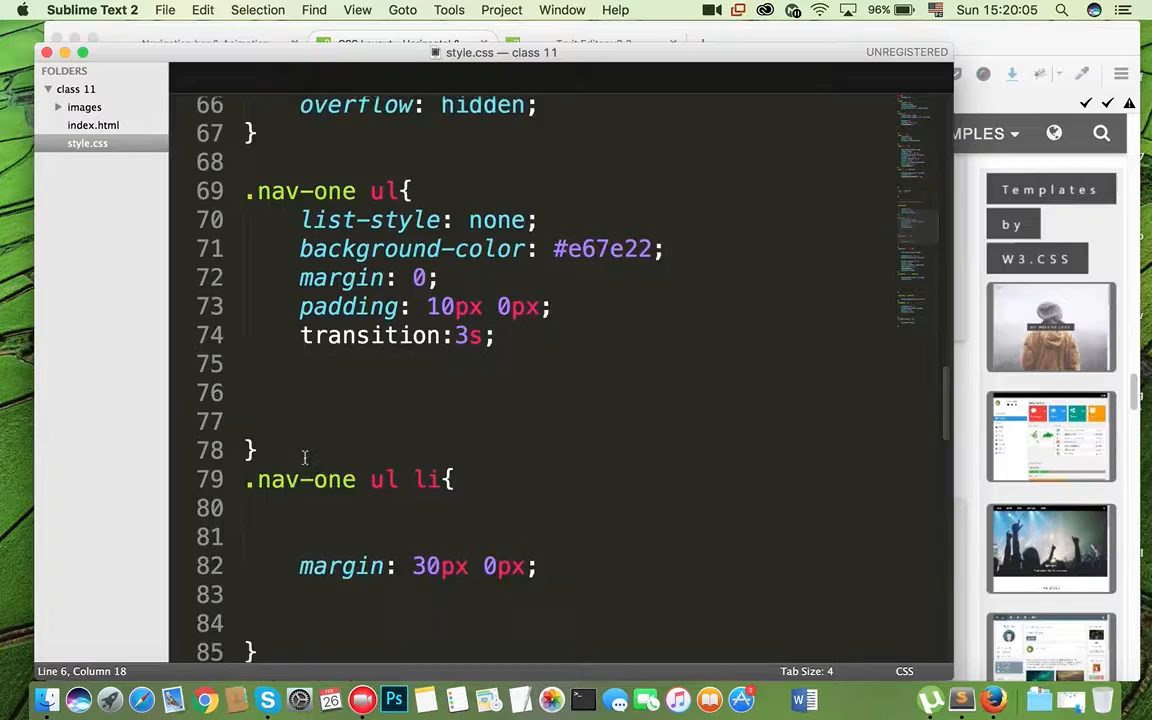 Sublime Text 2 File Edit Selection Find View Goto Tools Project Window Help 96% Sun 15:20:05
style.css — class 11 UNREGISTERED
FOLDERS
class 11
images
index.html
style.css
66 overflow: hidden;
67 }
68
69 .nav-one ul{
70 list-style: none;
71 background-color: #e67e22;
72 margin: 0;
73 padding: 10px 0px;
74 transition:3s;
75
76
77
78 }
79 .nav-one ul li{
80
81
82 margin: 30px 0px;
83
84
85 }
Line 6, Column 18 Tab Size: 4 CSS
MPLES
Templates
by
W3.CSS